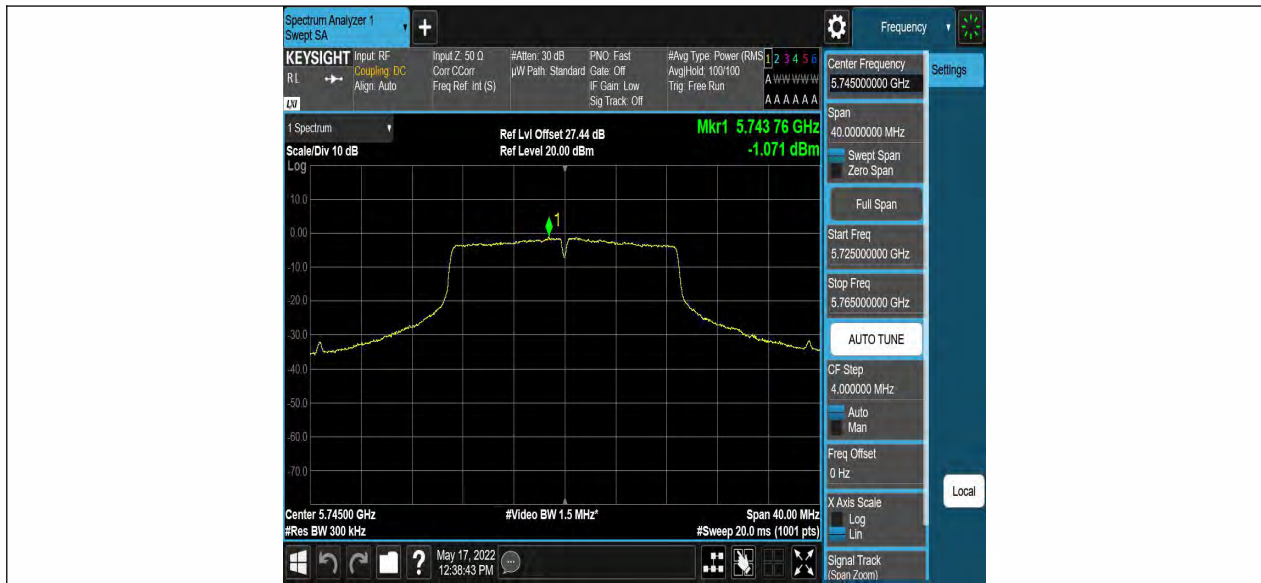 Spectrum Analyzer 1
Swept SA
+
Frequency
KEYSIGHT
RL
LXI
Input: RF
Coupling: DC
Align: Auto
Input Z: 50 Ω
Corr CCorr
Freq Ref: Int (S)
#Atten: 30 dB
µW Path: Standard
PNO: Fast
Gate: Off
IF Gain: Low
Sig Track: Off
#Avg Type: Power (RMS
Avg|Hold: 100/100
Trig: Free Run
1 2 3 4 5 6
A W W W W W
A A A A A A
1 Spectrum
Scale/Div 10 dB
Ref Lvl Offset 27.44 dB
Ref Level 20.00 dBm
Mkr1 5.743 76 GHz
-1.071 dBm
Log
10.0
0.00
-10.0
-20.0
-30.0
-40.0
-50.0
-60.0
-70.0
1
Center 5.74500 GHz
#Res BW 300 kHz
#Video BW 1.5 MHz*
Span 40.00 MHz
#Sweep 20.0 ms (1001 pts)
?
May 17, 2022
12:38:43 PM
Center Frequency
5.745000000 GHz
Span
40.0000000 MHz
Swept Span
Zero Span
Full Span
Start Freq
5.725000000 GHz
Stop Freq
5.765000000 GHz
AUTO TUNE
CF Step
4.000000 MHz
Auto
Man
Freq Offset
0 Hz
X Axis Scale
Log
Lin
Signal Track
(Span Zoom)
Settings
Local